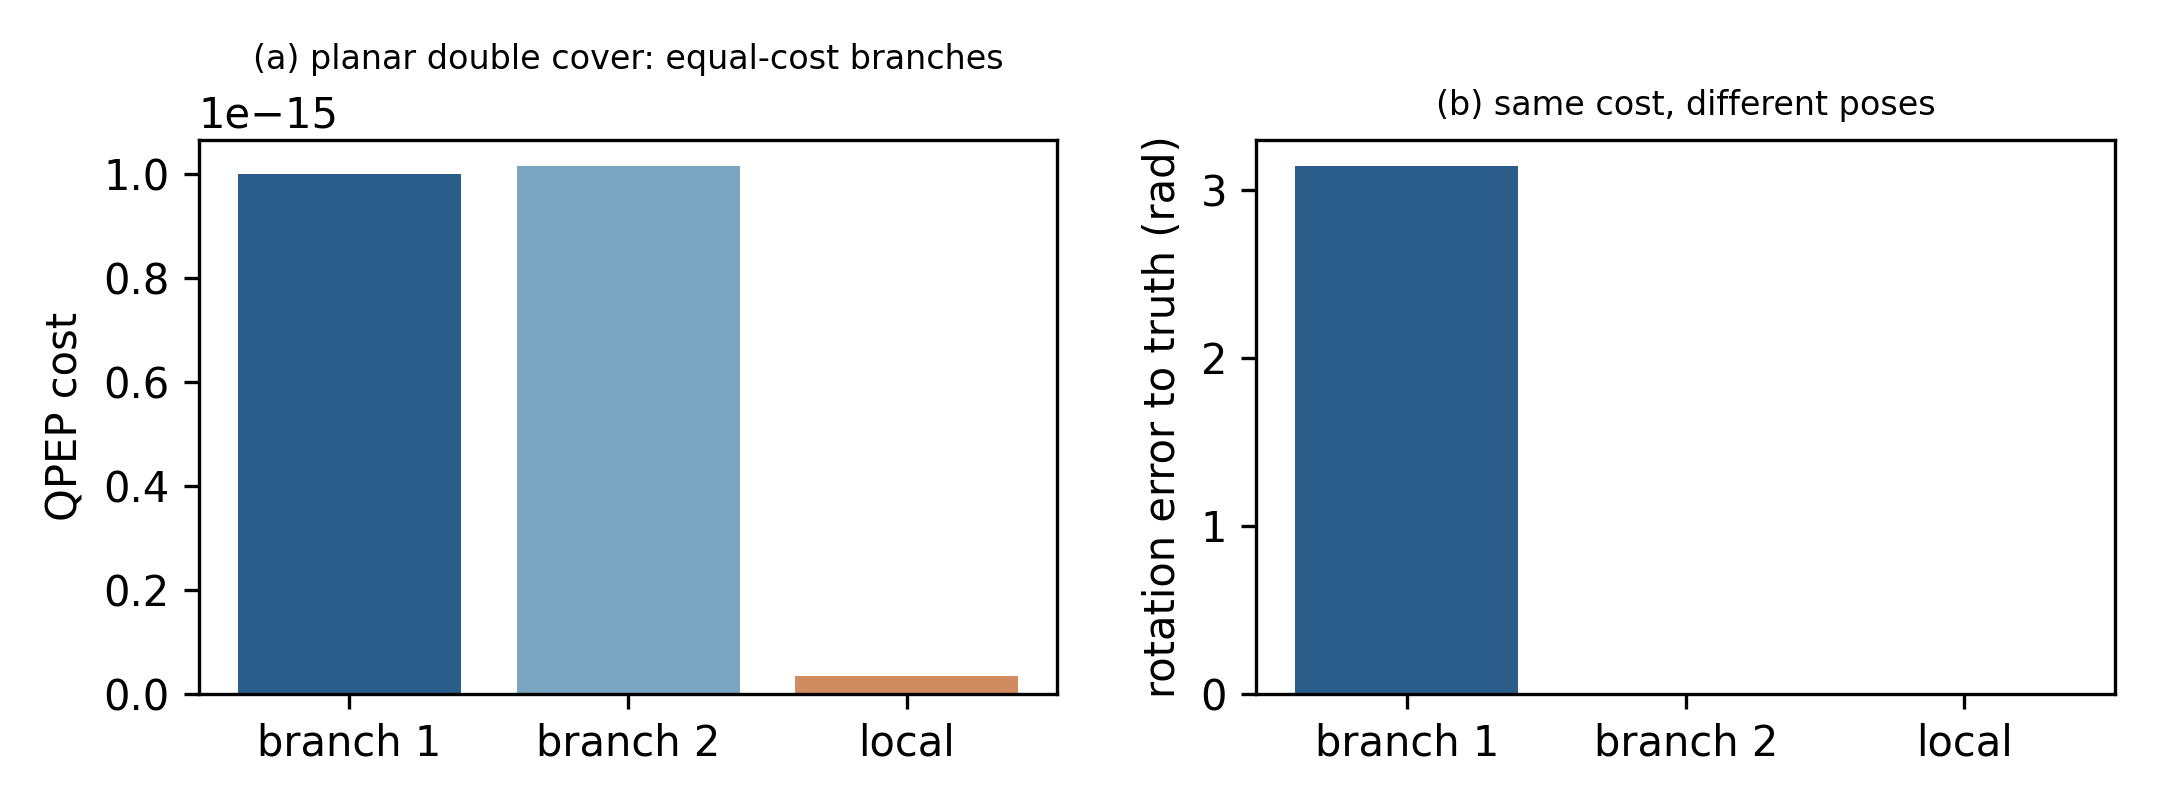 (a) planar double cover: equal-cost branches
1e−15
QPEP cost
1.0
0.8
0.6
0.4
0.2
0.0
branch 1
branch 2
local
(b) same cost, different poses
rotation error to truth (rad)
3
2
1
0
branch 1
branch 2
local